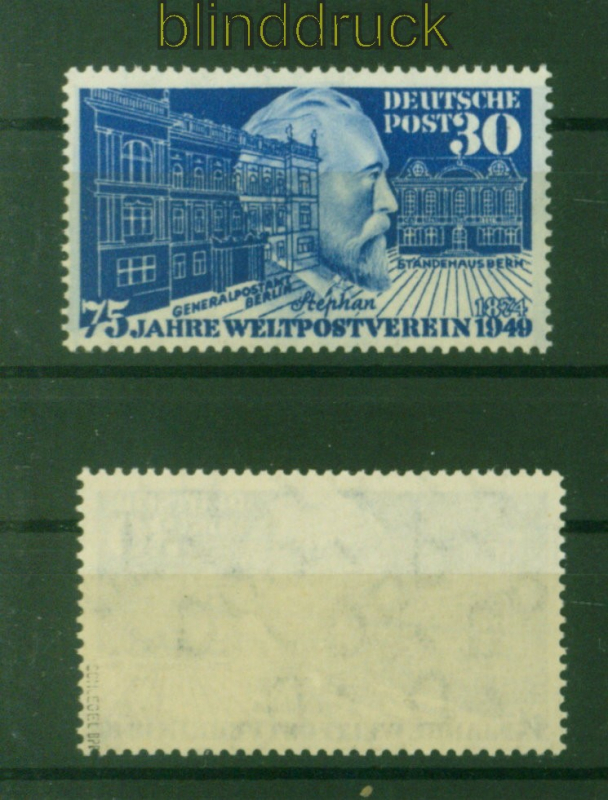 blinddruck
DEUTSCHE
POST 30
STÄNDEHAUS BERN
GENERALPOSTAMT
BERLIN
Stephan
1874
75 JAHRE WELTPOSTVEREIN 1949